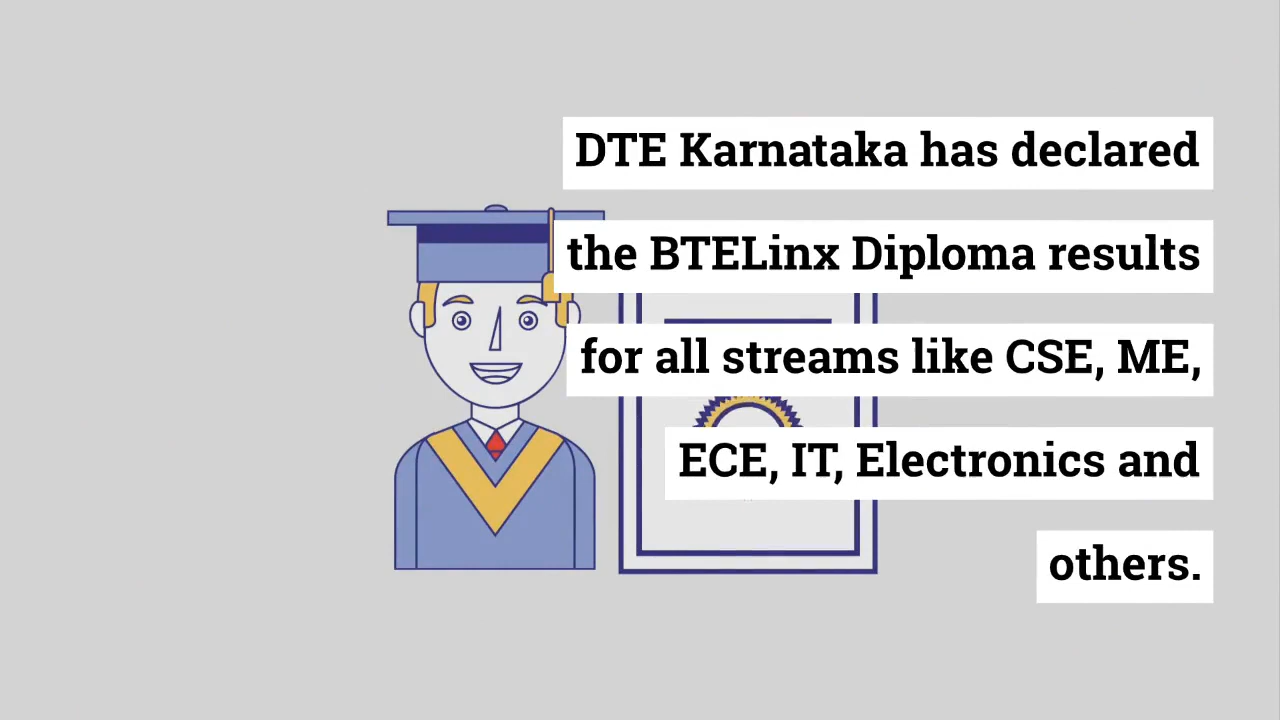 DTE Karnataka has declared
the BTELinx Diploma results
for all streams like CSE, ME,
ECE, IT, Electronics and
others.